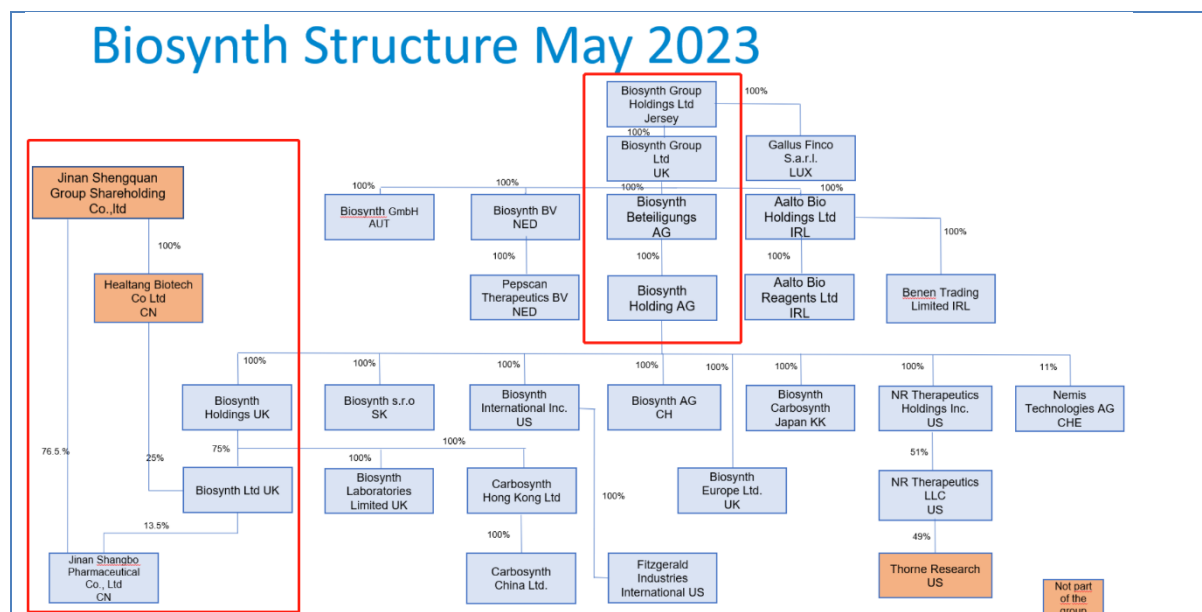 Biosynth Structure May 2023
Biosynth Group
Holdings Ltd
Jersey
100%
100%
Biosynth Group
Ltd
UK
Gallus Finco
S.a.r.l.
LUX
Jinan Shengquan
Group Shareholding
Co.,ltd
100%
100%
100%
100%
Biosynth GmbH
AUT
Biosynth BV
NED
Biosynth
Beteiligungs
AG
Aalto Bio
Holdings Ltd
IRL
100%
100%
100%
100%
100%
Healtang Biotech
Co Ltd
CN
Pepscan
Therapeutics BV
NED
Biosynth
Holding AG
Aalto Bio
Reagents Ltd
IRL
Benen Trading
Limited IRL
100%
100%
100%
100%
100%
100%
100%
11%
Biosynth
Holdings UK
Biosynth s.r.o
SK
Biosynth
International Inc.
US
Biosynth AG
CH
Biosynth
Carbosynth
Japan KK
NR Therapeutics
Holdings Inc.
US
Nemis
Technologies AG
CHE
76.5.%
25%
75%
100%
100%
51%
Biosynth Ltd UK
Biosynth
Laboratories
Limited UK
Carbosynth
Hong Kong Ltd
100%
Biosynth
Europe Ltd.
UK
NR Therapeutics
LLC
US
13.5%
100%
49%
Jinan Shangbo
Pharmaceutical
Co., Ltd
CN
Carbosynth
China Ltd.
Fitzgerald
Industries
International US
Thorne Research
US
Not part
of the
group